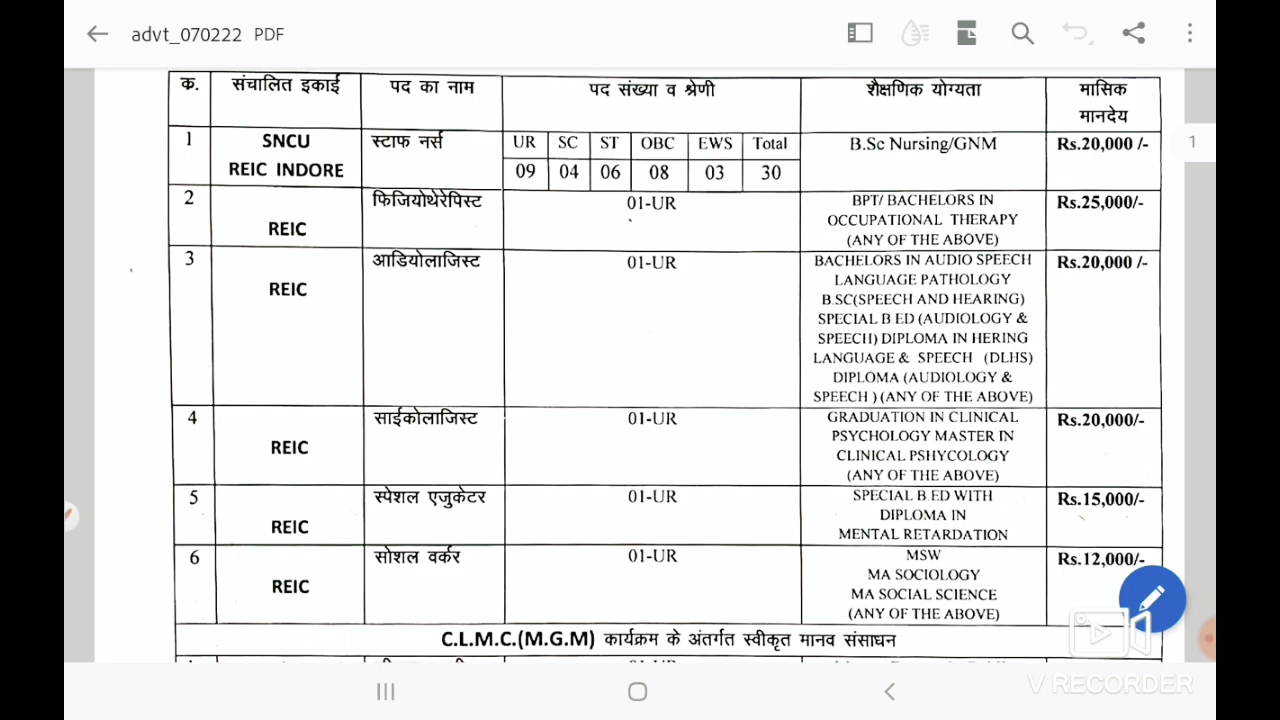 advt_070222 PDF
क. संचालित इकाई पद का नाम पद संख्या व श्रेणी शैक्षणिक योग्यता मासिक
मानदेय
1 SNCU स्टाफ नर्स UR SC ST OBC EWS Total B.Sc Nursing/GNM Rs.20,000 /-
REIC INDORE 09 04 06 08 03 30
1
2 फिजियोथेरेपिस्ट 01-UR BPT/ BACHELORS IN Rs.25,000/-
REIC OCCUPATIONAL THERAPY
(ANY OF THE ABOVE)
3 आडियोलाजिस्ट 01-UR BACHELORS IN AUDIO SPEECH Rs.20,000 /-
REIC LANGUAGE PATHOLOGY
B.SC(SPEECH AND HEARING)
SPECIAL B ED (AUDIOLOGY &
SPEECH) DIPLOMA IN HERING
LANGUAGE & SPEECH (DLHS)
DIPLOMA (AUDIOLOGY &
SPEECH ) (ANY OF THE ABOVE)
4 साईकोलाजिस्ट 01-UR GRADUATION IN CLINICAL Rs.20,000/-
REIC PSYCHOLOGY MASTER IN
CLINICAL PSHYCOLOGY
(ANY OF THE ABOVE)
5 स्पेशल एजुकेटर 01-UR SPECIAL B ED WITH Rs.15,000/-
REIC DIPLOMA IN
MENTAL RETARDATION
6 सोशल वर्कर 01-UR MSW Rs.12,000/-
REIC MA SOCIOLOGY
MA SOCIAL SCIENCE
(ANY OF THE ABOVE)
C.L.M.C.(M.G.M) कार्यक्रम के अंतर्गत स्वीकृत मानव संसाधन
V RECORDER